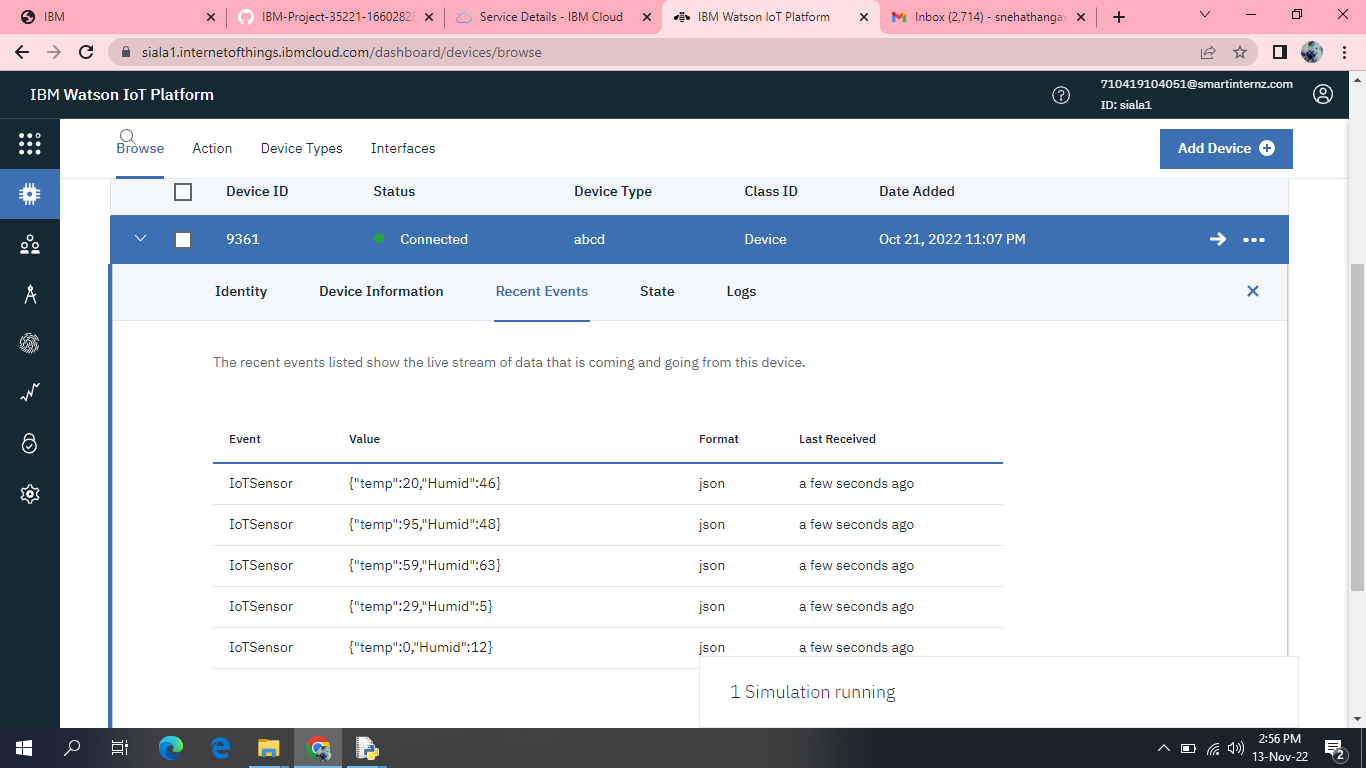 IBM
IBM-Project-35221-16602828
Service Details - IBM Cloud
IBM Watson IoT Platform
Inbox (2,714) - snehathangav
siala1.internetofthings.ibmcloud.com/dashboard/devices/browse
IBM Watson IoT Platform
710419104051@smartinternz.com
ID: siala1
Browse Action Device Types Interfaces
Add Device
Device ID Status Device Type Class ID Date Added
9361 Connected abcd Device Oct 21, 2022 11:07 PM
Identity Device Information Recent Events State Logs
The recent events listed show the live stream of data that is coming and going from this device.
Event Value Format Last Received
IoTSensor {"temp":20,"Humid":46} json a few seconds ago
IoTSensor {"temp":95,"Humid":48} json a few seconds ago
IoTSensor {"temp":59,"Humid":63} json a few seconds ago
IoTSensor {"temp":29,"Humid":5} json a few seconds ago
IoTSensor {"temp":0,"Humid":12} json a few seconds ago
1 Simulation running
2:56 PM
13-Nov-22
2